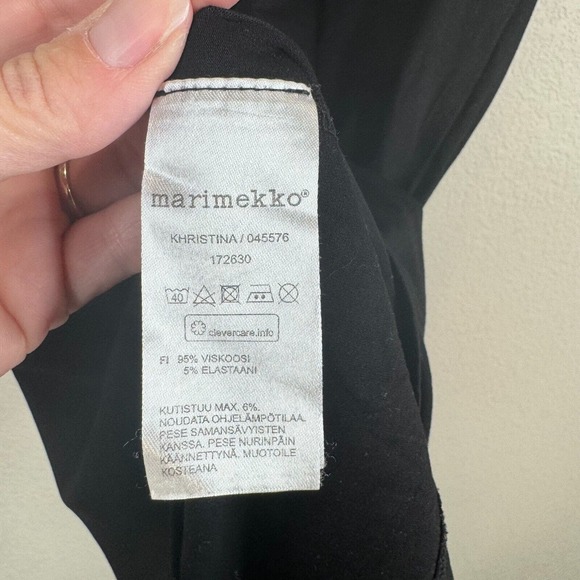 marimekko®
KHRISTINA / 045576
172630
40
clevercare.info
FI 95% VISKOOSI
5% ELASTAANI
KUTISTUU MAX. 6%.
NOUDATA OHJELÄMPÖTILAA.
PESE SAMANSÄVYISTEN
KANSSA. PESE NURINPÄIN
KÄÄNNETTYNÄ. MUOTOILE
KOSTEANA